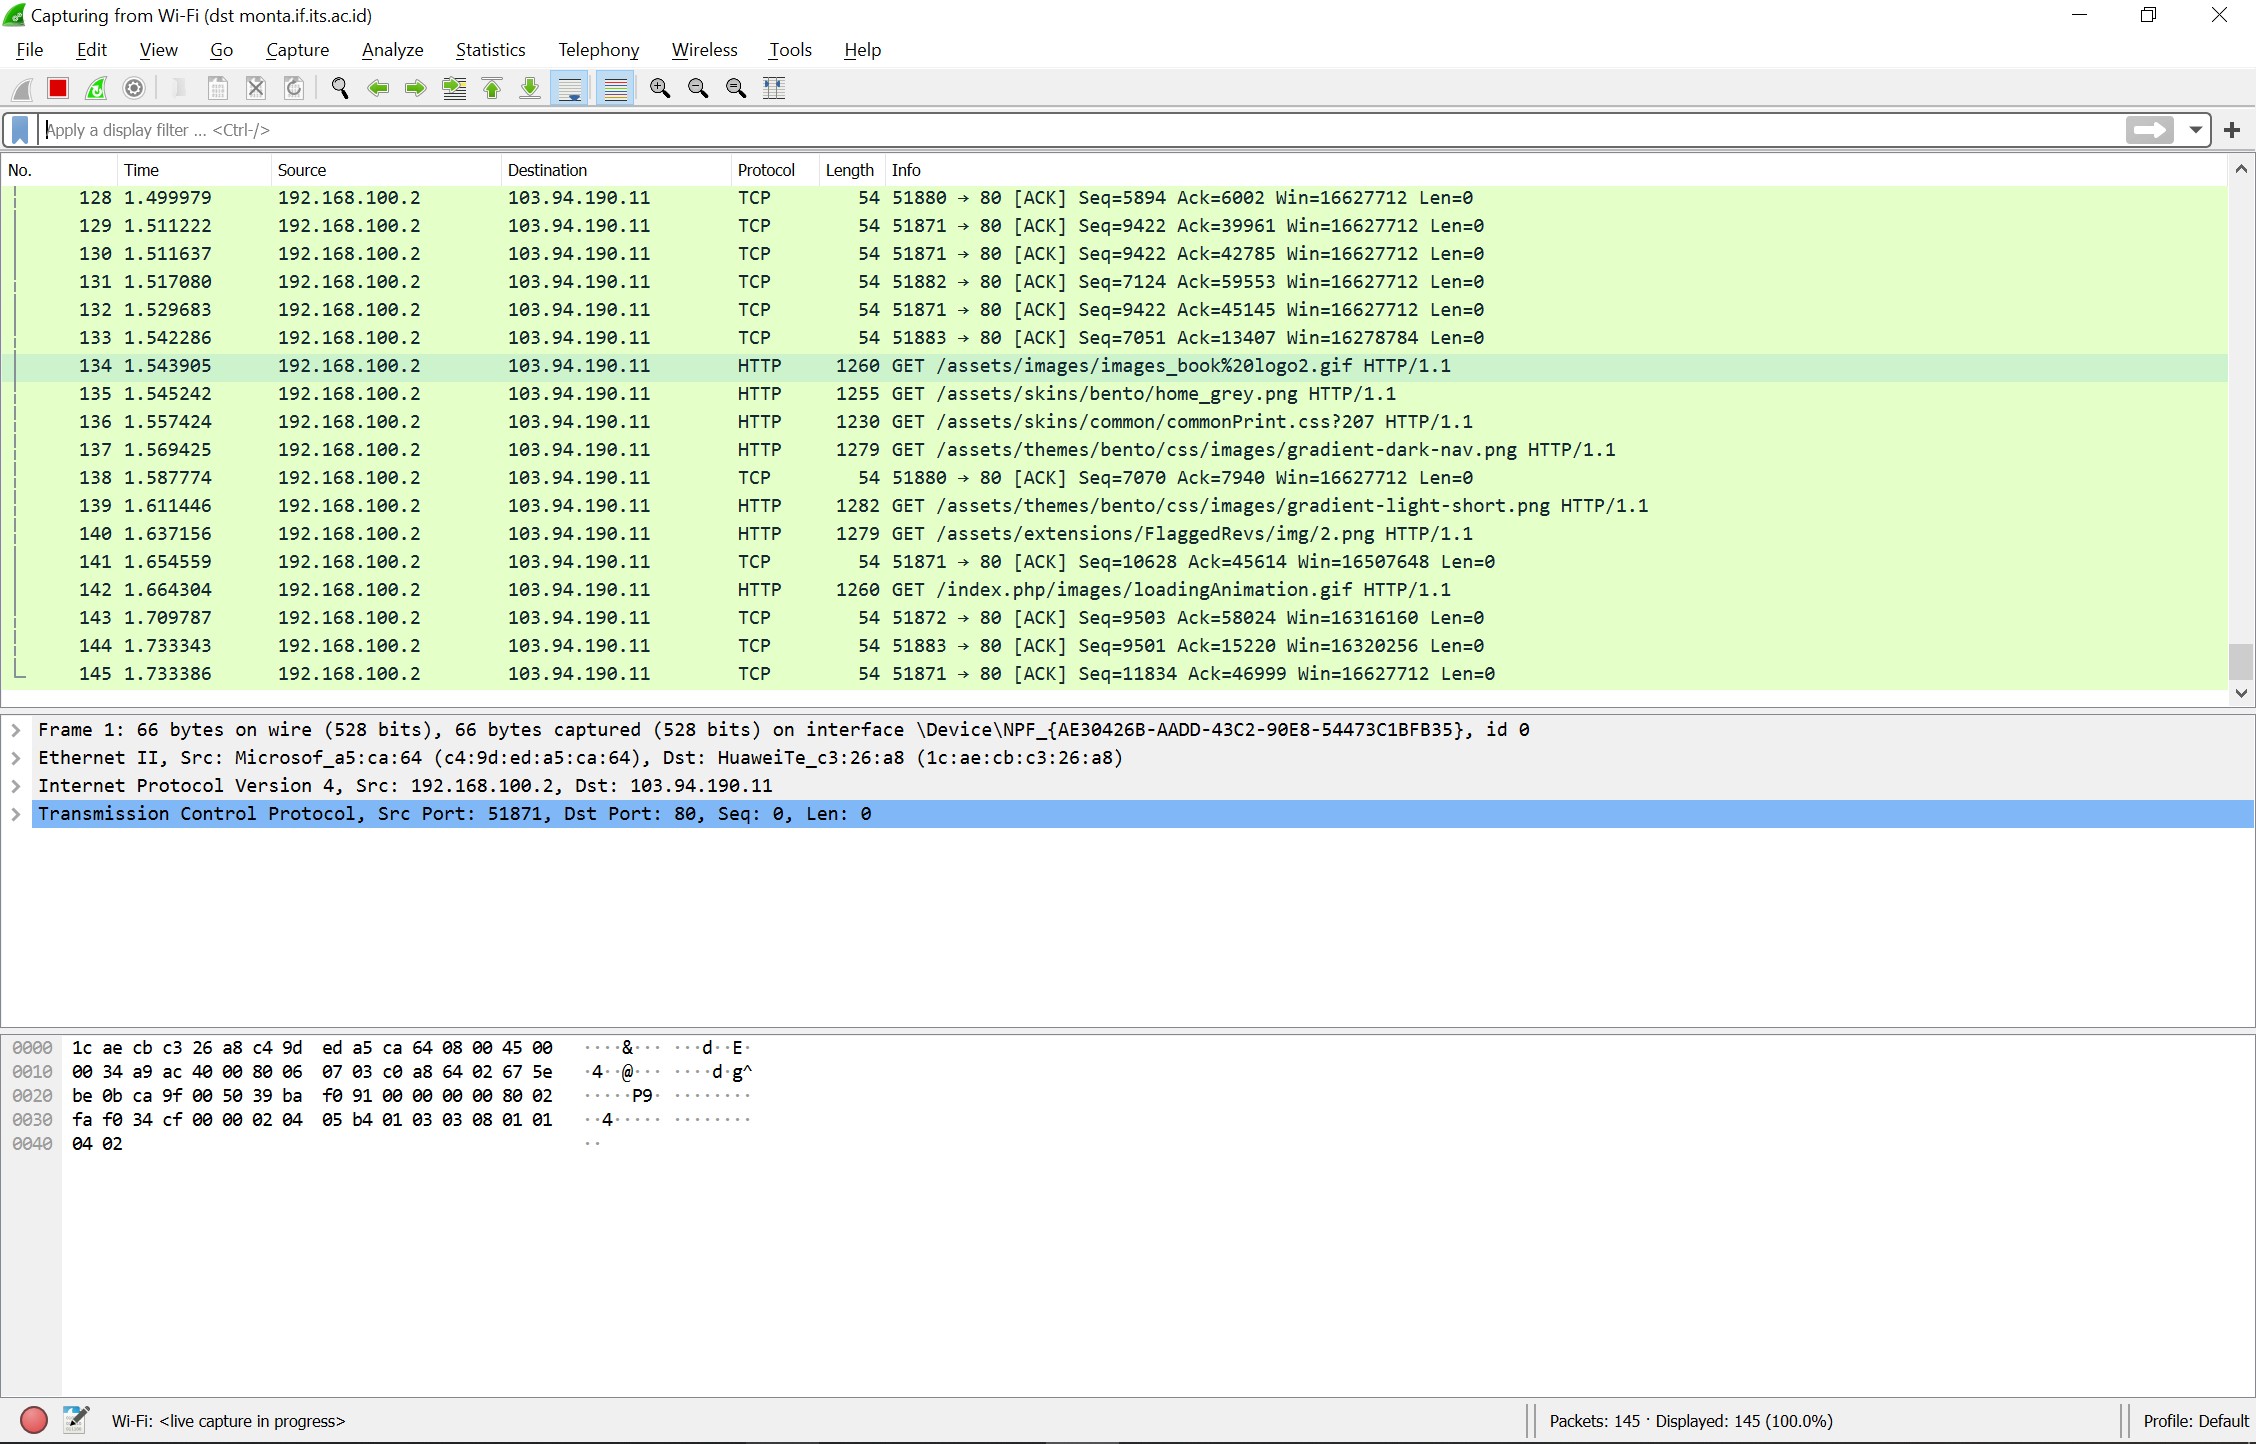 Capturing from Wi-Fi (dst monta.if.its.ac.id)
File Edit View Go Capture Analyze Statistics Telephony Wireless Tools Help
Apply a display filter ... <Ctrl-/>
No. Time Source Destination Protocol Length Info
128 1.499979 192.168.100.2 103.94.190.11 TCP 54 51880 → 80 [ACK] Seq=5894 Ack=6002 Win=16627712 Len=0
129 1.511222 192.168.100.2 103.94.190.11 TCP 54 51871 → 80 [ACK] Seq=9422 Ack=39961 Win=16627712 Len=0
130 1.511637 192.168.100.2 103.94.190.11 TCP 54 51871 → 80 [ACK] Seq=9422 Ack=42785 Win=16627712 Len=0
131 1.517080 192.168.100.2 103.94.190.11 TCP 54 51882 → 80 [ACK] Seq=7124 Ack=59553 Win=16627712 Len=0
132 1.529683 192.168.100.2 103.94.190.11 TCP 54 51871 → 80 [ACK] Seq=9422 Ack=45145 Win=16627712 Len=0
133 1.542286 192.168.100.2 103.94.190.11 TCP 54 51883 → 80 [ACK] Seq=7051 Ack=13407 Win=16278784 Len=0
134 1.543905 192.168.100.2 103.94.190.11 HTTP 1260 GET /assets/images/images_book%20logo2.gif HTTP/1.1
135 1.545242 192.168.100.2 103.94.190.11 HTTP 1255 GET /assets/skins/bento/home_grey.png HTTP/1.1
136 1.557424 192.168.100.2 103.94.190.11 HTTP 1230 GET /assets/skins/common/commonPrint.css?207 HTTP/1.1
137 1.569425 192.168.100.2 103.94.190.11 HTTP 1279 GET /assets/themes/bento/css/images/gradient-dark-nav.png HTTP/1.1
138 1.587774 192.168.100.2 103.94.190.11 TCP 54 51880 → 80 [ACK] Seq=7070 Ack=7940 Win=16627712 Len=0
139 1.611446 192.168.100.2 103.94.190.11 HTTP 1282 GET /assets/themes/bento/css/images/gradient-light-short.png HTTP/1.1
140 1.637156 192.168.100.2 103.94.190.11 HTTP 1279 GET /assets/extensions/FlaggedRevs/img/2.png HTTP/1.1
141 1.654559 192.168.100.2 103.94.190.11 TCP 54 51871 → 80 [ACK] Seq=10628 Ack=45614 Win=16507648 Len=0
142 1.664304 192.168.100.2 103.94.190.11 HTTP 1260 GET /index.php/images/loadingAnimation.gif HTTP/1.1
143 1.709787 192.168.100.2 103.94.190.11 TCP 54 51872 → 80 [ACK] Seq=9503 Ack=58024 Win=16316160 Len=0
144 1.733343 192.168.100.2 103.94.190.11 TCP 54 51883 → 80 [ACK] Seq=9501 Ack=15220 Win=16320256 Len=0
145 1.733386 192.168.100.2 103.94.190.11 TCP 54 51871 → 80 [ACK] Seq=11834 Ack=46999 Win=16627712 Len=0
Frame 1: 66 bytes on wire (528 bits), 66 bytes captured (528 bits) on interface \Device\NPF_{AE30426B-AADD-43C2-90E8-54473C1BFB35}, id 0
Ethernet II, Src: Microsof_a5:ca:64 (c4:9d:ed:a5:ca:64), Dst: HuaweiTe_c3:26:a8 (1c:ae:cb:c3:26:a8)
Internet Protocol Version 4, Src: 192.168.100.2, Dst: 103.94.190.11
Transmission Control Protocol, Src Port: 51871, Dst Port: 80, Seq: 0, Len: 0
0000 1c ae cb c3 26 a8 c4 9d ed a5 ca 64 08 00 45 00 ····&··· ···d··E·
0010 00 34 a9 ac 40 00 80 06 07 03 c0 a8 64 02 67 5e ·4··@··· ····d·g^
0020 be 0b ca 9f 00 50 39 ba f0 91 00 00 00 00 80 02 ·····P9· ········
0030 fa f0 34 cf 00 00 02 04 05 b4 01 03 03 08 01 01 ··4····· ········
0040 04 02 ··
Wi-Fi: <live capture in progress> Packets: 145 · Displayed: 145 (100.0%) Profile: Default